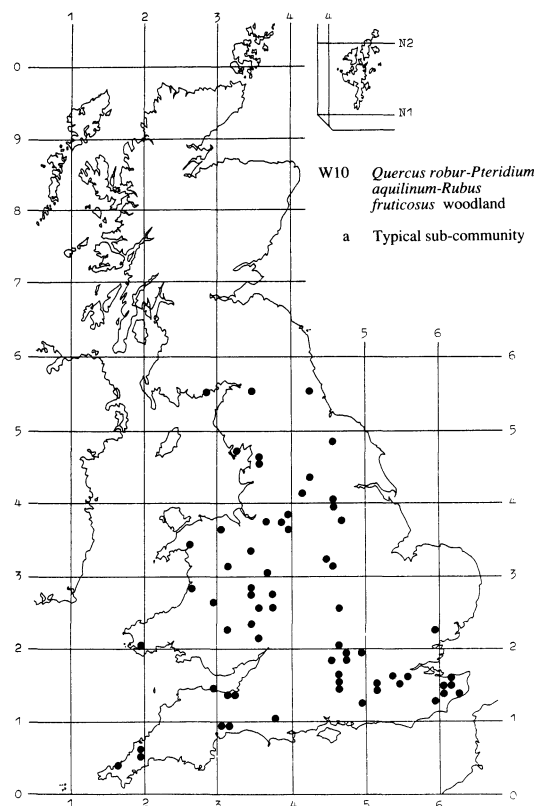 1 2 3 4
4
N2
0
N1
9
W10 Quercus robur-Pteridium
aquilinum-Rubus
fruticosus woodland
8
a Typical sub-community
7
5 6
6 6
5 5
4 4
3 3
2 2
1 1
0 0
1 2 3 4 5 6